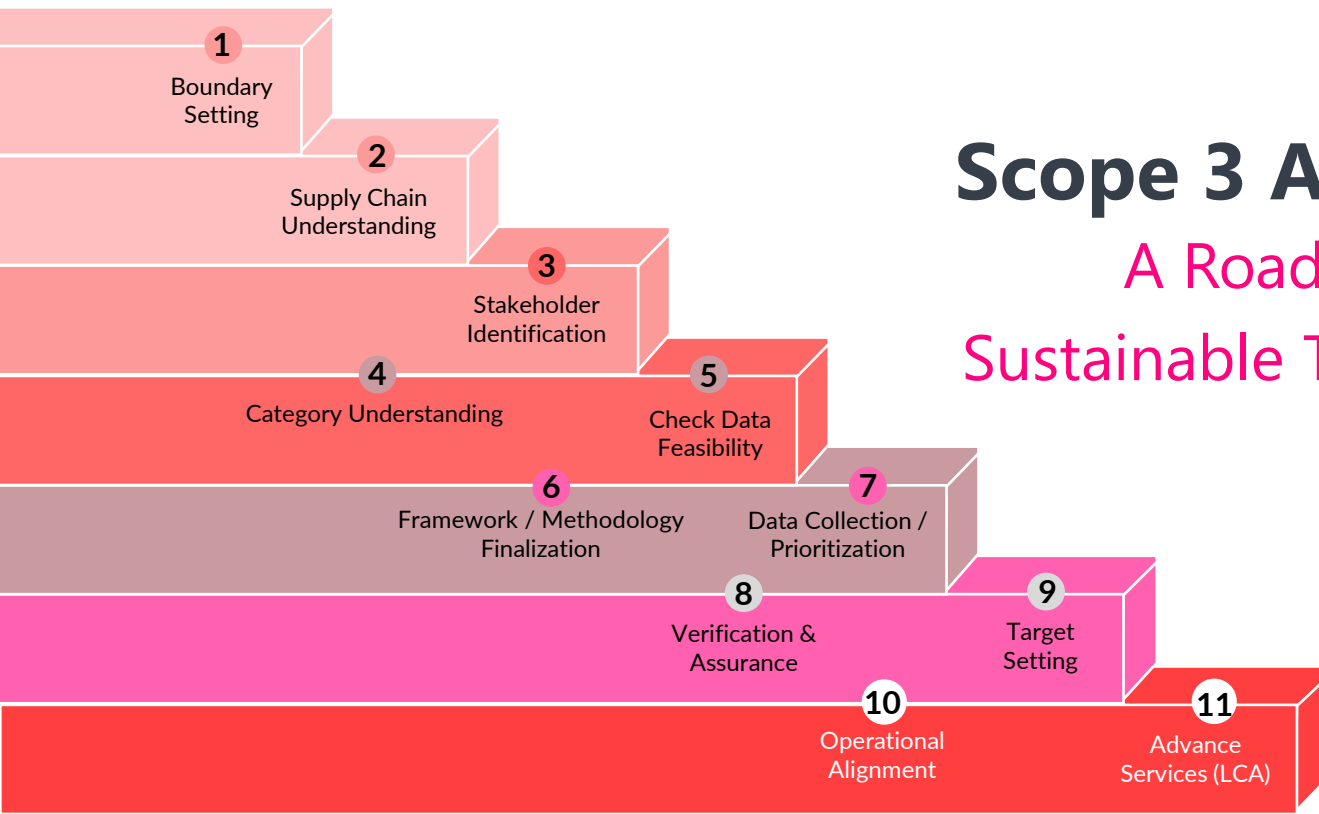 1
Boundary
Setting
2
Supply Chain
Understanding
3
Stakeholder
Identification
4
Category Understanding
5
Check Data
Feasibility
6
Framework / Methodology
Finalization
7
Data Collection /
Prioritization
8
Verification &
Assurance
9
Target
Setting
10
Operational
Alignment
11
Advance
Services (LCA)
Scope 3 A
A Road
Sustainable